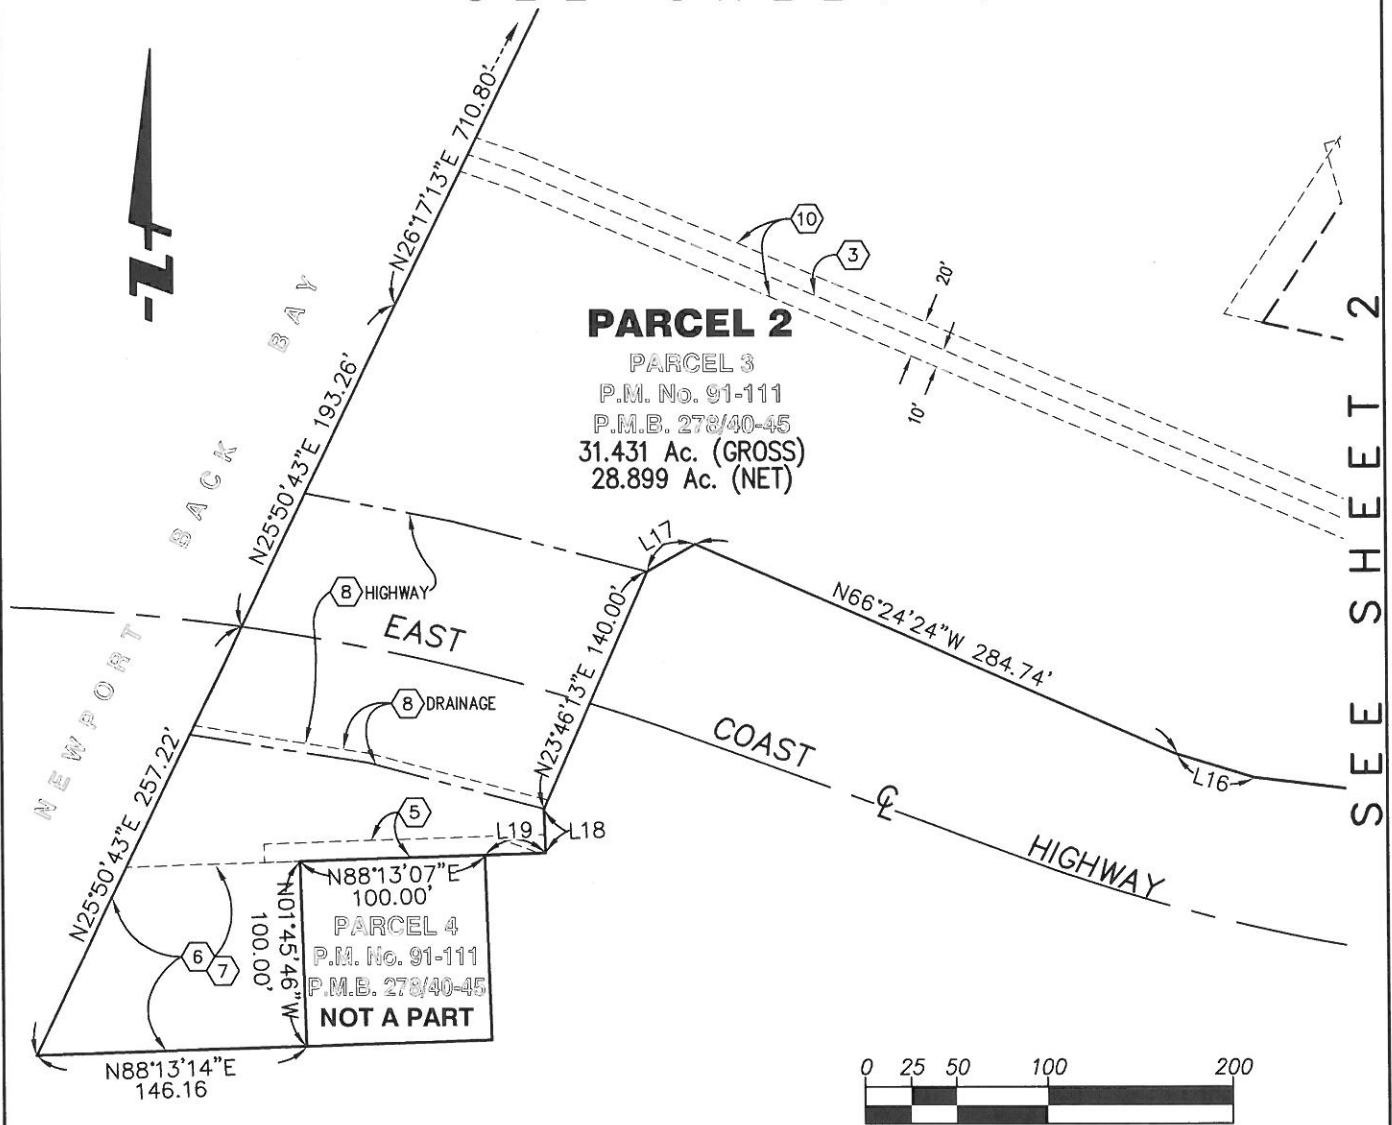 N26°17'13"E 710.80'
10
3
20'
10'
PARCEL 2
PARCEL 3
P.M. No. 91-111
P.M.B. 278/40-45
31.431 Ac. (GROSS)
28.899 Ac. (NET)
NEWPORT BACK BAY
N25°50'43"E 193.26'
L17
N66°24'24"W 284.74'
L16
8 HIGHWAY
EAST COAST HIGHWAY
CL
N23°46'13"E 140.00'
8 DRAINAGE
N25°50'43"E 257.22'
5
L19
L18
N88°13'07"E
100.00'
N01°45'46"W
100.00'
PARCEL 4
P.M. No. 91-111
P.M.B. 278/40-45
NOT A PART
6
7
N88°13'14"E
146.16
0 25 50 100 200
SEE SHEET 2